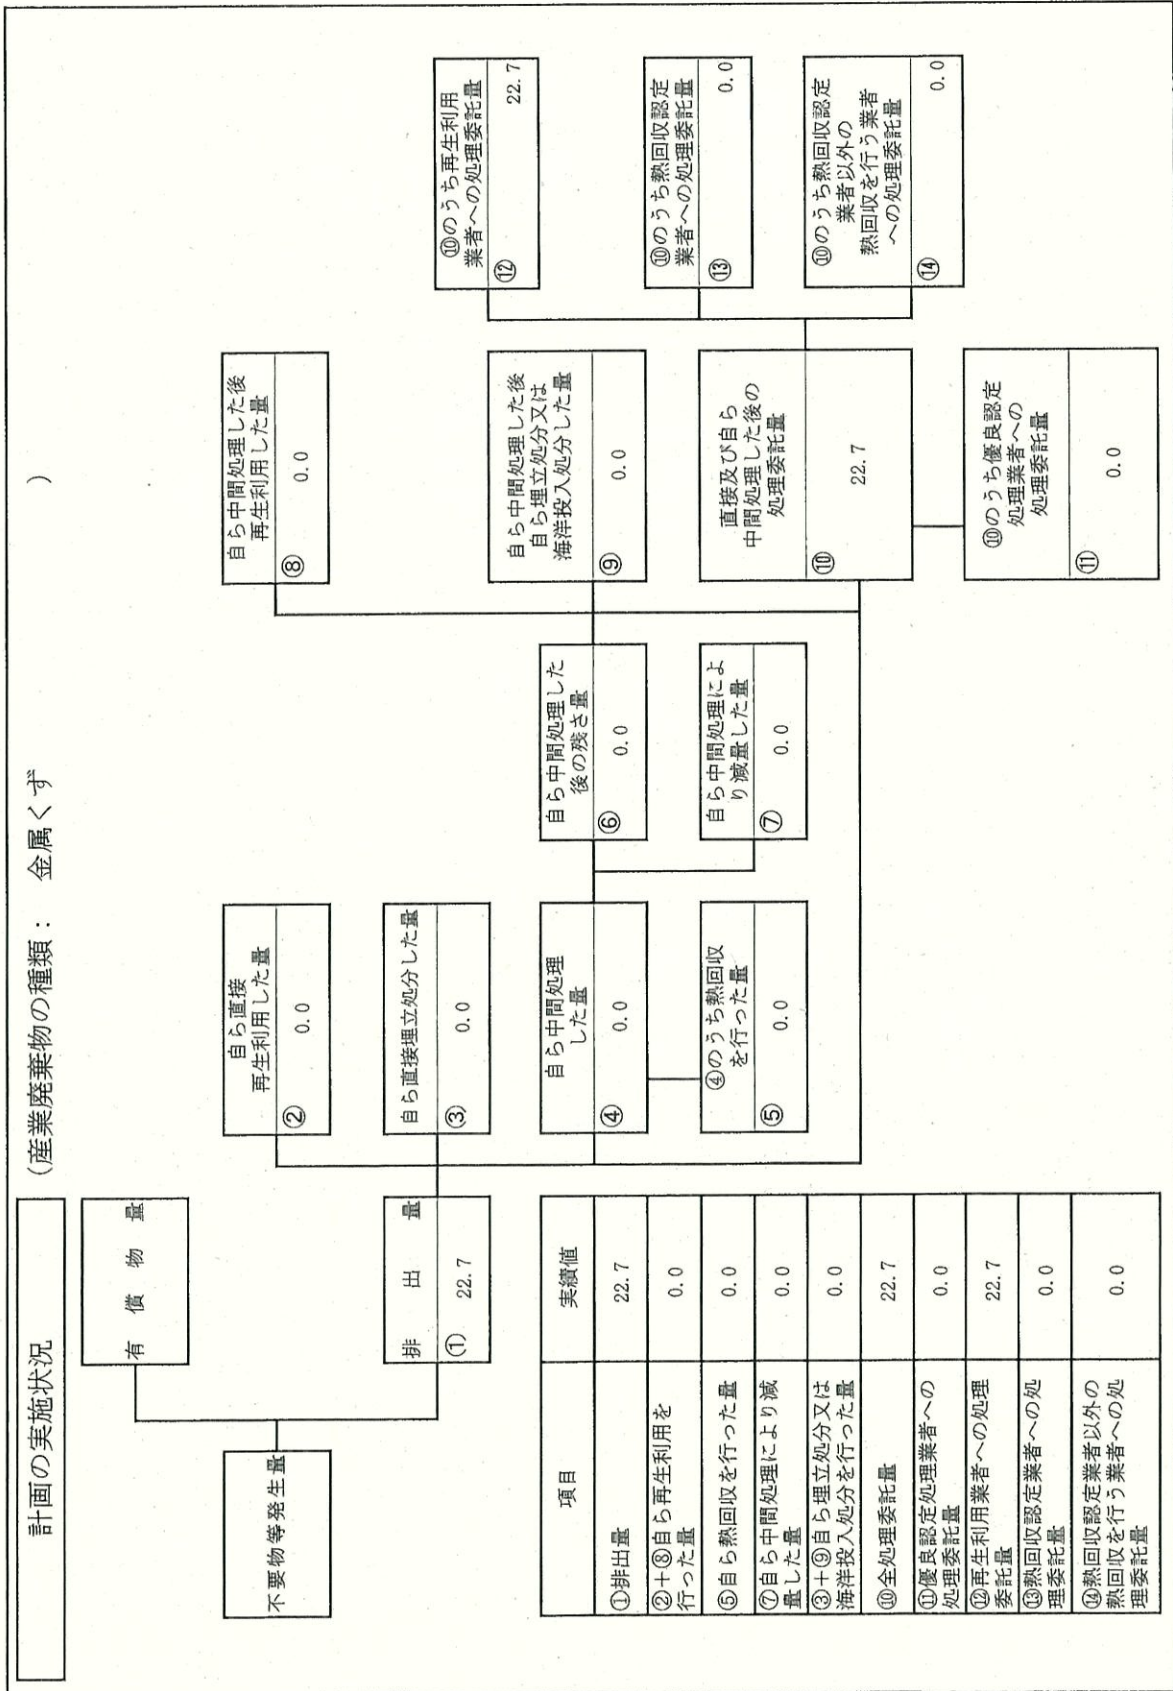 計画の実施状況
(産業廃棄物の種類： 金属くず )
不要物等発生量
有 償 物 量
排 出 量
① 22.7
自ら直接
再生利用した量
② 0.0
自ら直接埋立処分した量
③ 0.0
自ら中間処理
した量
④ 0.0
④のうち熱回収
を行った量
⑤ 0.0
自ら中間処理した
後の残さ量
⑥ 0.0
自ら中間処理によ
り減量した量
⑦ 0.0
自ら中間処理した後
再生利用した量
⑧ 0.0
自ら中間処理した後
自ら埋立処分又は
海洋投入処分した量
⑨ 0.0
直接及び自ら
中間処理した後の
処理委託量
⑩ 22.7
⑩のうち優良認定
処理業者への
処理委託量
⑪ 0.0
⑩のうち再生利用
業者への処理委託量
⑫ 22.7
⑩のうち熱回収認定
業者への処理委託量
⑬ 0.0
⑩のうち熱回収認定
業者以外の
熱回収を行う業者
への処理委託量
⑭ 0.0
項目 実績値
①排出量 22.7
②+⑧自ら再生利用を
行った量 0.0
⑤自ら熱回収を行った量 0.0
⑦自ら中間処理により減
量した量 0.0
③+⑨自ら埋立処分又は
海洋投入処分を行った量 0.0
⑩全処理委託量 22.7
⑪優良認定処理業者への
処理委託量 0.0
⑫再生利用業者への処理
委託量 22.7
⑬熱回収認定業者への処
理委託量 0.0
⑭熱回収認定業者以外の
熱回収を行う業者への処
理委託量 0.0